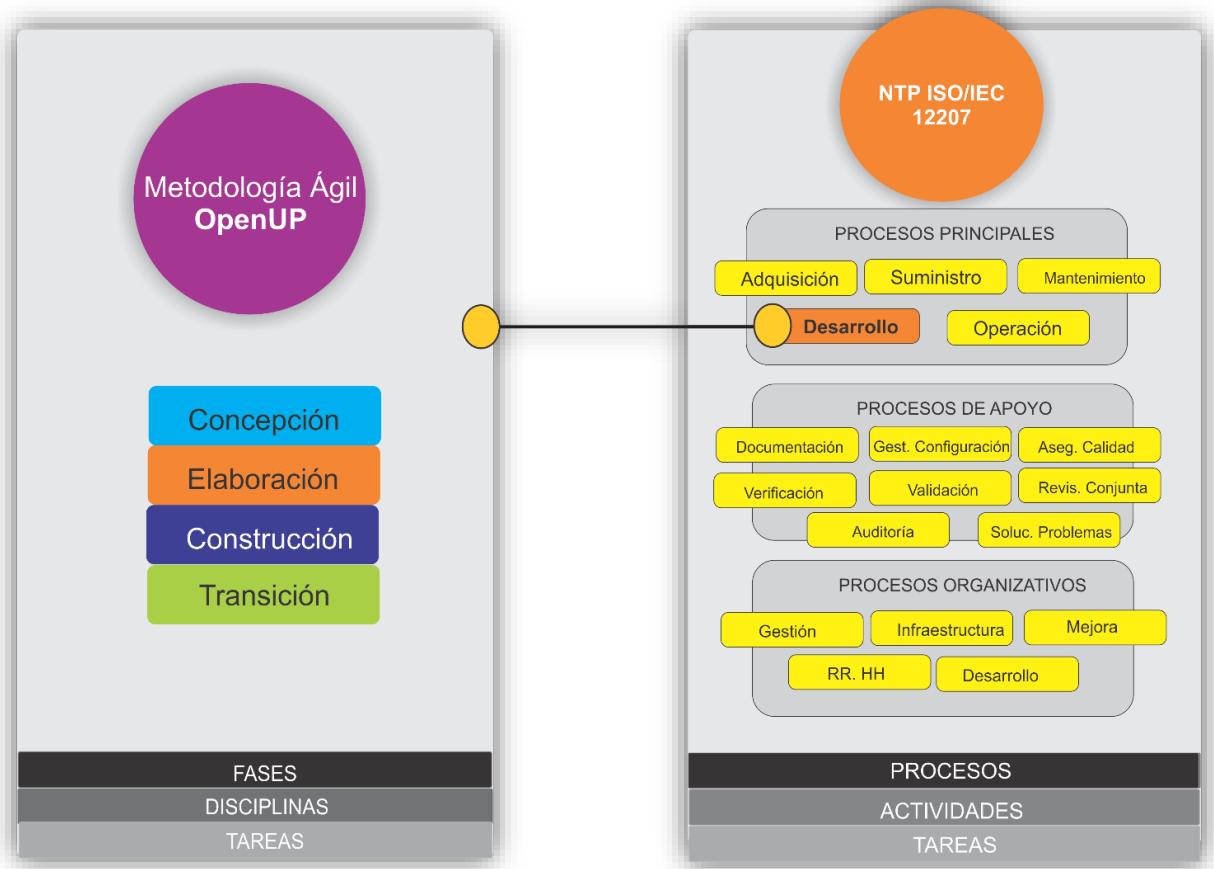 Metodología Ágil
OpenUP
Concepción
Elaboración
Construcción
Transición
FASES
DISCIPLINAS
TAREAS
NTP ISO/IEC
12207
PROCESOS PRINCIPALES
Adquisición
Suministro
Mantenimiento
Desarrollo
Operación
PROCESOS DE APOYO
Documentación
Gest. Configuración
Aseg. Calidad
Verificación
Validación
Revis. Conjunta
Auditoría
Soluc. Problemas
PROCESOS ORGANIZATIVOS
Gestión
Infraestructura
Mejora
RR. HH
Desarrollo
PROCESOS
ACTIVIDADES
TAREAS